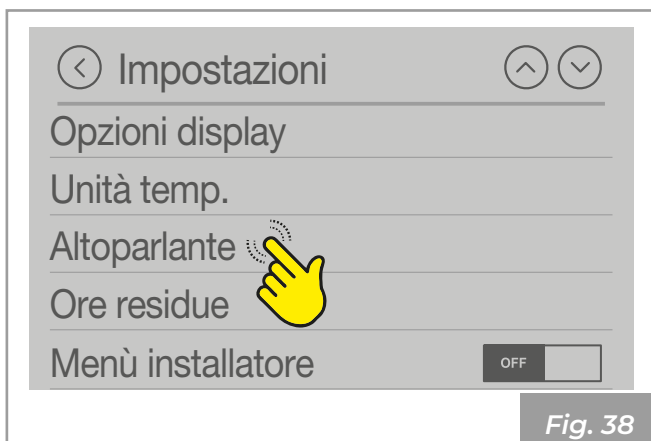 Impostazioni
Opzioni display
Unità temp.
Altoparlante
Ore residue
Menù installatore OFF
Fig. 38